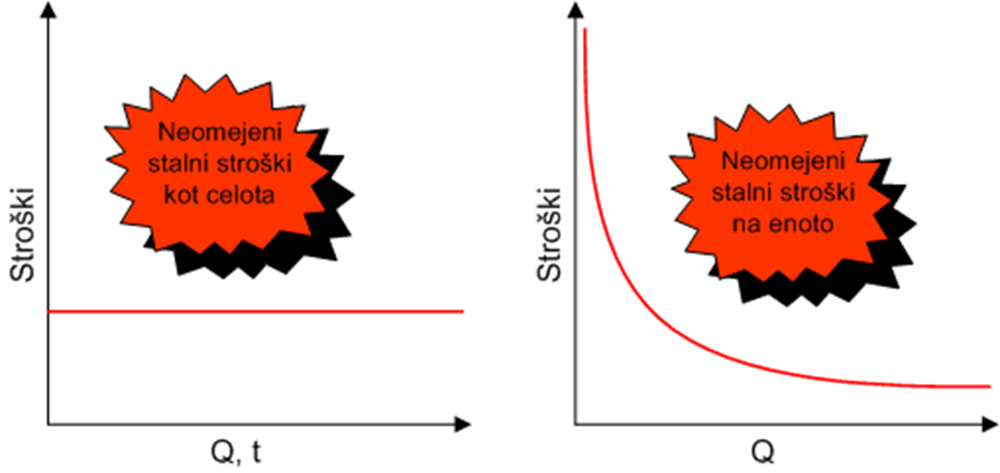 Stroški
Neomejeni
stalni stroški
kot celota
Q, t
Stroški
Neomejeni
stalni stroški
na enoto
Q